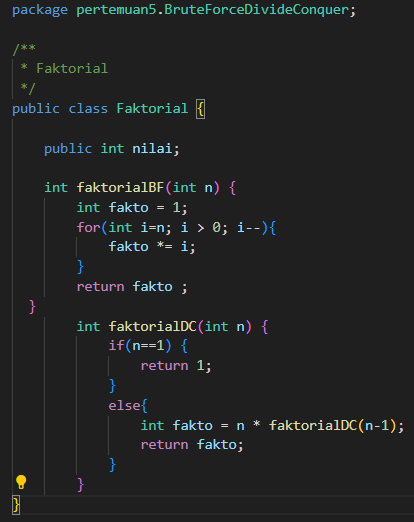 package pertemuan5.BruteForceDivideConquer;
/**
 * Faktorial
 */
public class Faktorial {
    public int nilai;
    int faktorialBF(int n) {
        int fakto = 1;
        for(int i=n; i > 0; i--){
            fakto *= i;
        }
        return fakto ;
  }
        int faktorialDC(int n) {
            if(n==1) {
                return 1;
            }
            else{
                int fakto = n * faktorialDC(n-1);
                return fakto;
            }
        }
}